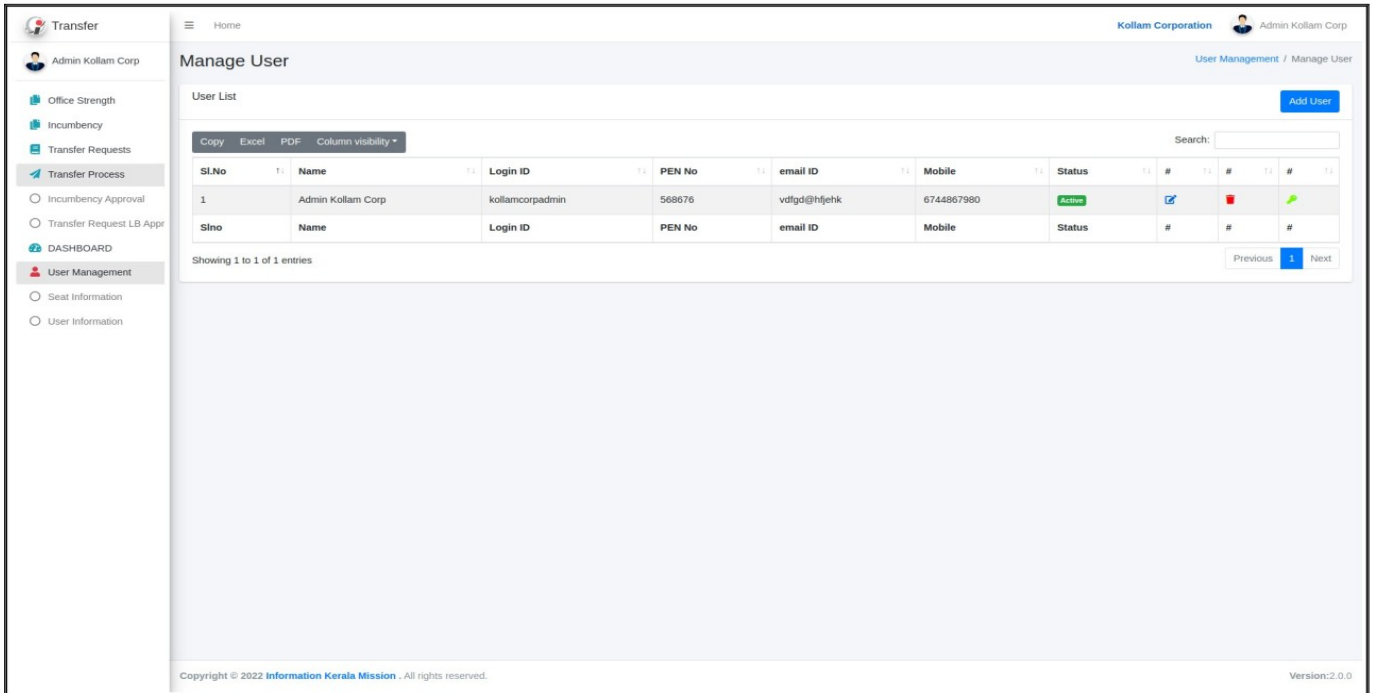 Transfer
Home
Kollam Corporation
Admin Kollam Corp
Admin Kollam Corp
Manage User
User Management / Manage User
Office Strength
Incumbency
Transfer Requests
Transfer Process
Incumbency Approval
Transfer Request LB Appr
DASHBOARD
User Management
Seat Information
User Information
User List
Add User
Copy Excel PDF Column visibility
Search:
Sl.No Name Login ID PEN No email ID Mobile Status # # #
1 Admin Kollam Corp kollamcorpadmin 568676 vdfgd@hfjehk 6744867980 Active
Slno Name Login ID PEN No email ID Mobile Status # # #
Showing 1 to 1 of 1 entries
Previous 1 Next
Copyright © 2022 Information Kerala Mission . All rights reserved.
Version:2.0.0